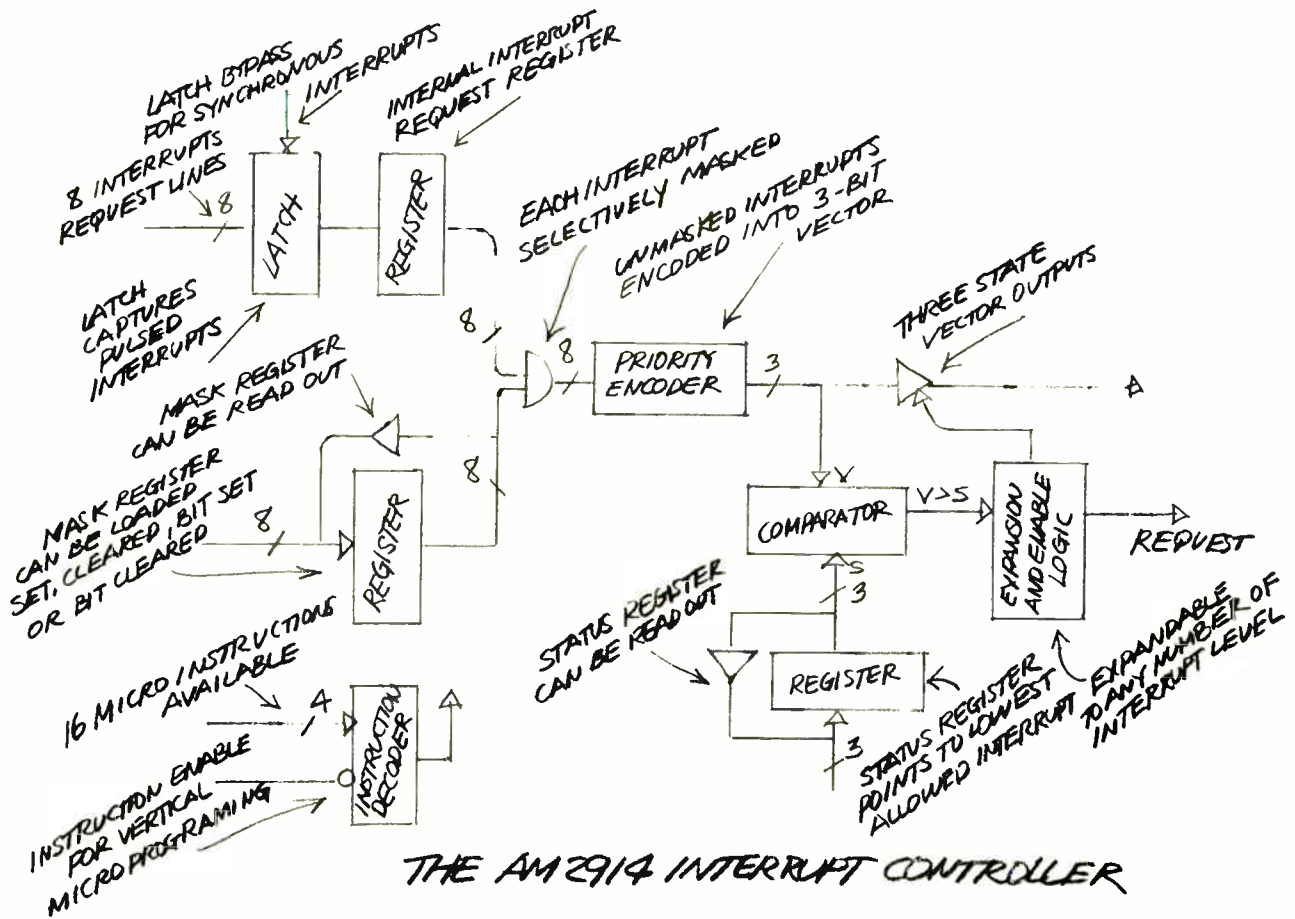 LATCH BYPASS
FOR SYNCHRONOUS
INTERRUPTS
INTERNAL INTERRUPT
REQUEST REGISTER
8 INTERRUPTS
REQUEST LINES
8
LATCH
REGISTER
EACH INTERRUPT
SELECTIVELY MASKED
UNMASKED INTERRUPTS
ENCODED INTO 3-BIT
VECTOR
THREE STATE
VECTOR OUTPUTS
LATCH
CAPTURES
PULSED
INTERRUPTS
8
8
PRIORITY
ENCODER
3
MASK REGISTER
CAN BE READ OUT
8
MASK REGISTER
CAN BE LOADED
SET, CLEARED, BIT SET
OR BIT CLEARED
8
REGISTER
V
COMPARATOR
V>S
S
3
EXPANSION
AND ENABLE
LOGIC
REQUEST
STATUS REGISTER
CAN BE READ OUT
REGISTER
3
STATUS REGISTER
POINTS TO LOWEST
ALLOWED INTERRUPT
EXPANDABLE
TO ANY NUMBER OF
INTERRUPT LEVEL
16 MICRO INSTRUCTIONS
AVAILABLE
4
INSTRUCTION
DECODER
INSTRUCTION ENABLE
FOR VERTICAL
MICRO PROGRAMING
THE AM 2914 INTERRUPT CONTROLLER